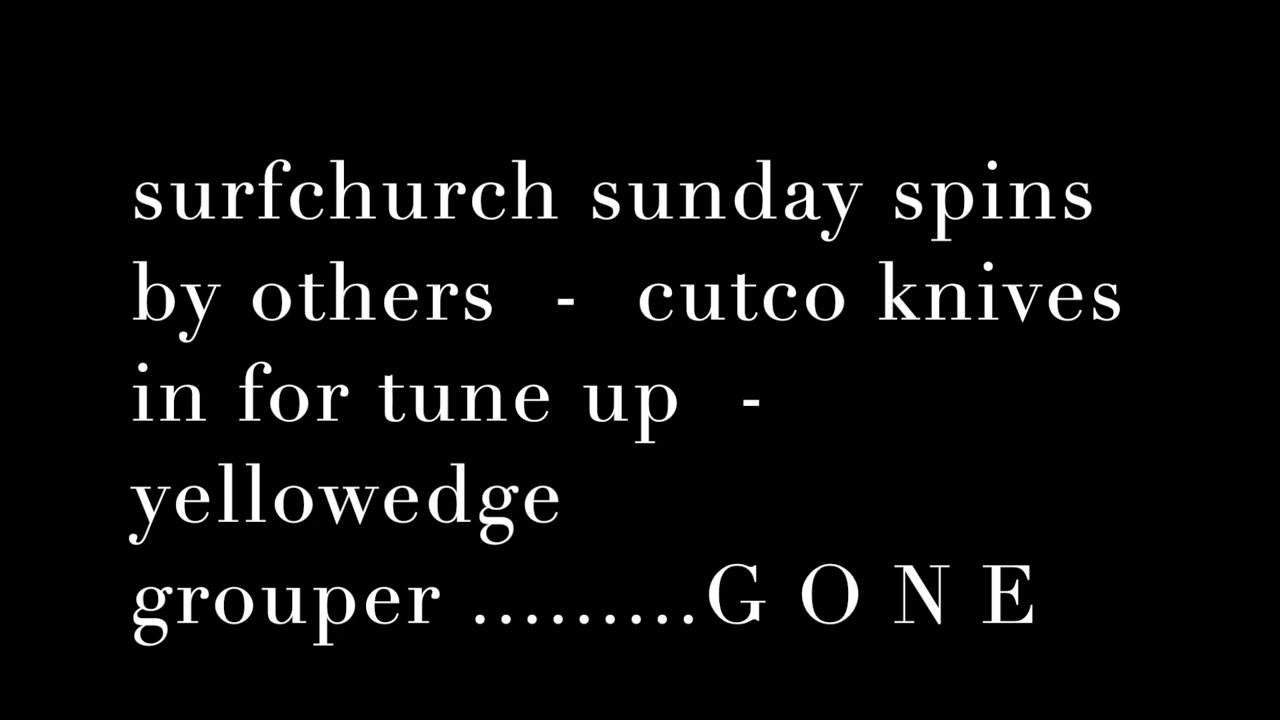 surfchurch sunday spins
by others  -  cutco knives
in for tune up  -
yellowedge
grouper .........G O N E